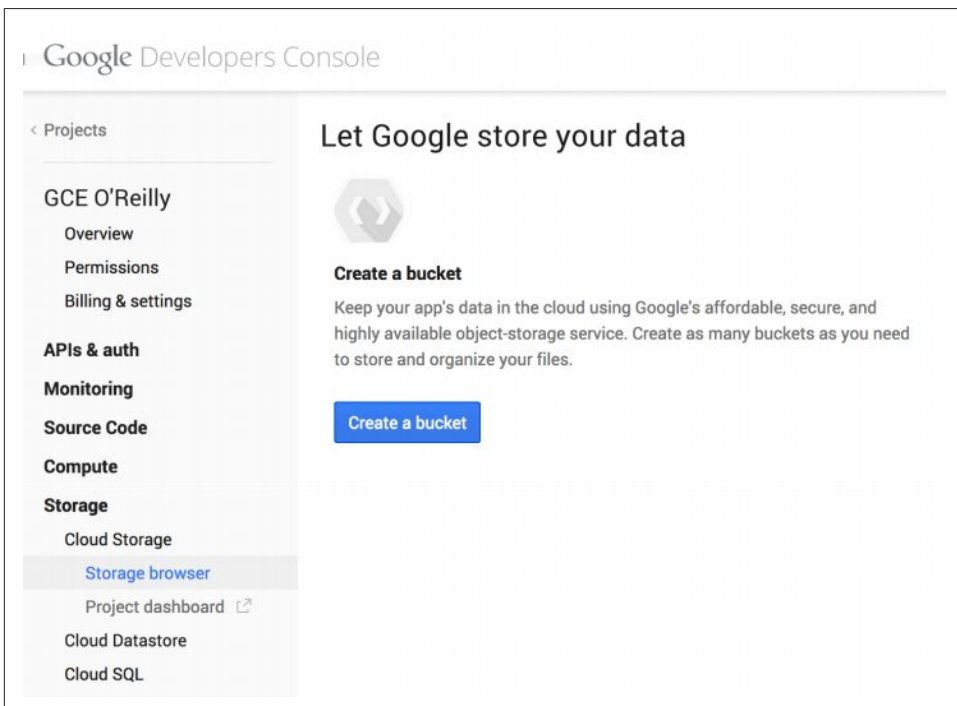 Google Developers Console
< Projects
GCE O'Reilly
Overview
Permissions
Billing & settings
APIs & auth
Monitoring
Source Code
Compute
Storage
Cloud Storage
Storage browser
Project dashboard
Cloud Datastore
Cloud SQL
Let Google store your data
Create a bucket
Keep your app's data in the cloud using Google's affordable, secure, and
highly available object-storage service. Create as many buckets as you need
to store and organize your files.
Create a bucket